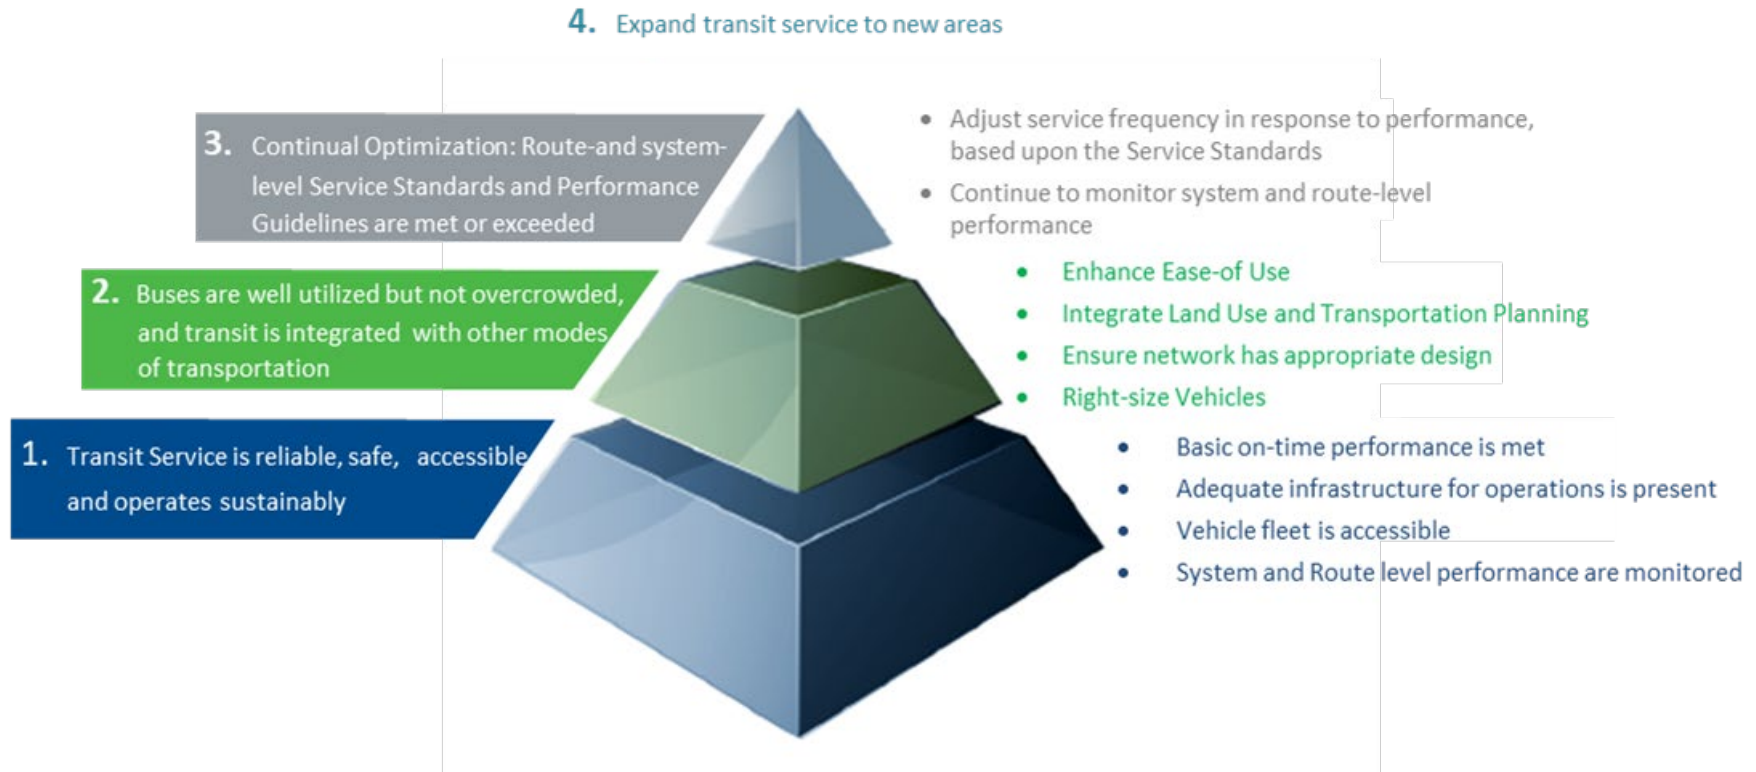 4. Expand transit service to new areas
3. Continual Optimization: Route-and system-
level Service Standards and Performance
Guidelines are met or exceeded
• Adjust service frequency in response to performance,
based upon the Service Standards
• Continue to monitor system and route-level
performance
2. Buses are well utilized but not overcrowded,
and transit is integrated with other modes
of transportation
• Enhance Ease-of Use
• Integrate Land Use and Transportation Planning
• Ensure network has appropriate design
• Right-size Vehicles
1. Transit Service is reliable, safe, accessible
and operates sustainably
• Basic on-time performance is met
• Adequate infrastructure for operations is present
• Vehicle fleet is accessible
• System and Route level performance are monitored